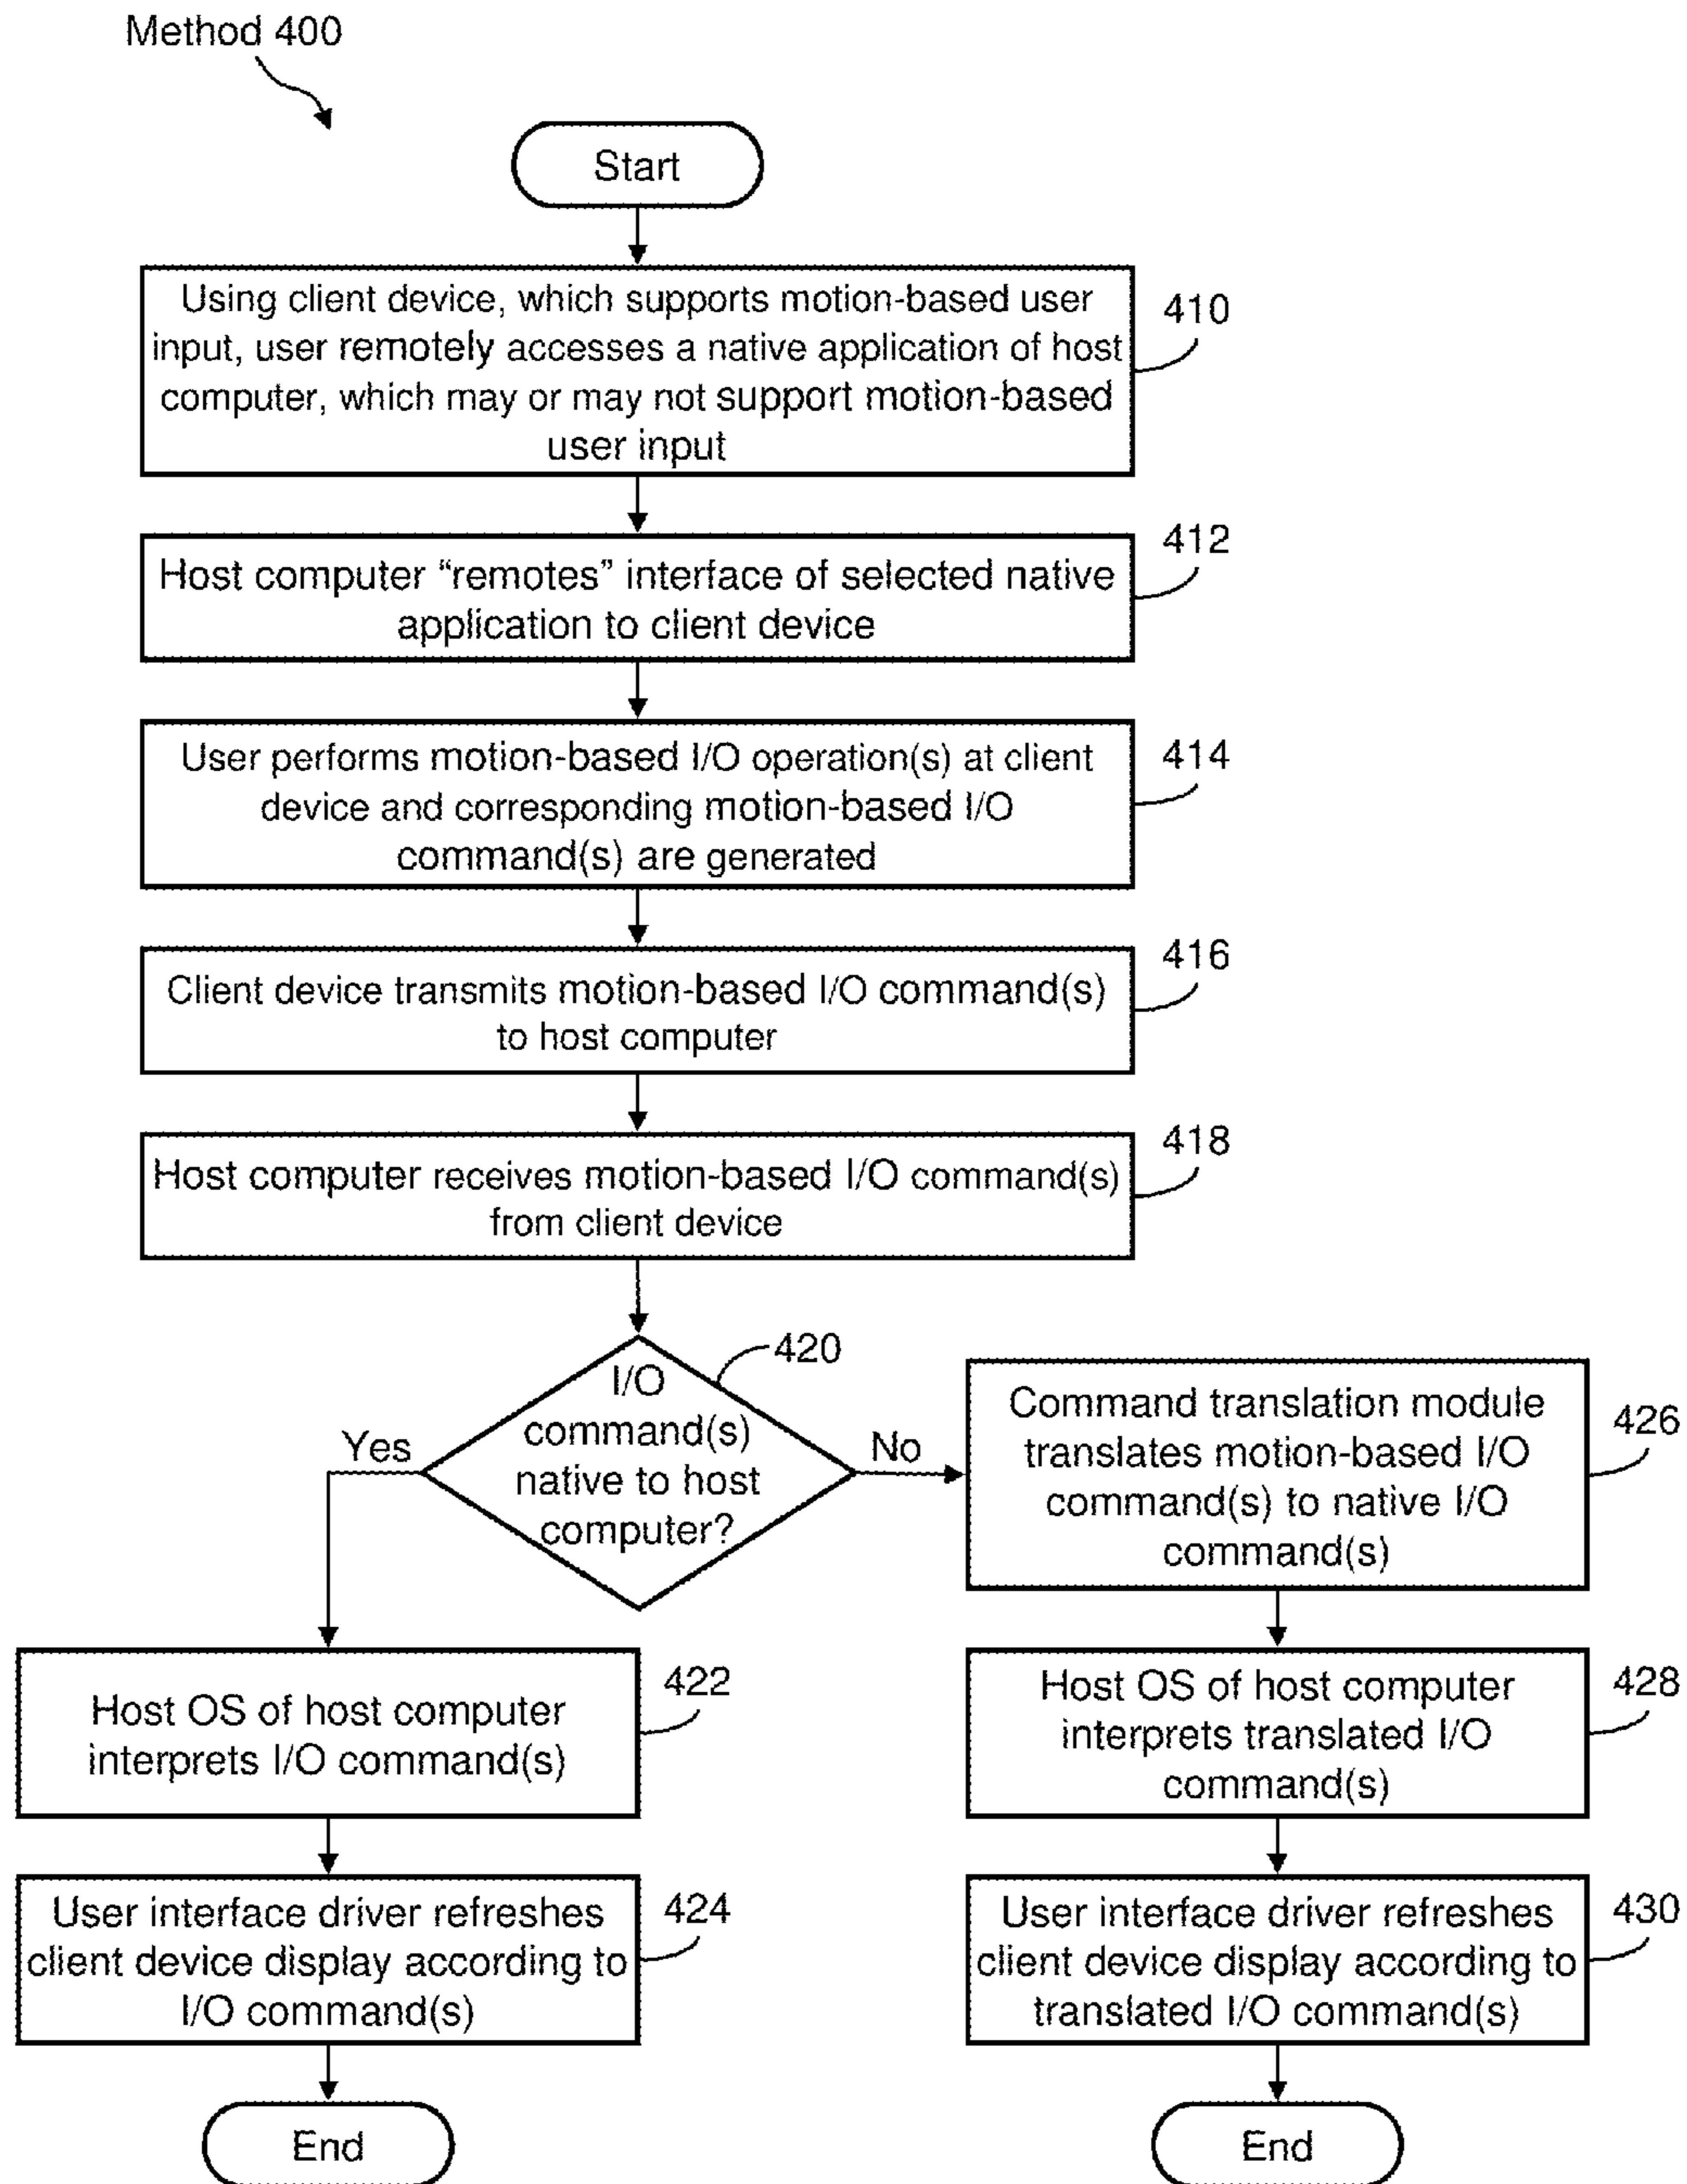 Method 400
Start
Using client device, which supports motion-based user
input, user remotely accesses a native application of host
computer, which may or may not support motion-based
user input
410
Host computer “remotes” interface of selected native
application to client device
412
User performs motion-based I/O operation(s) at client
device and corresponding motion-based I/O
command(s) are generated
414
Client device transmits motion-based I/O command(s)
to host computer
416
Host computer receives motion-based I/O command(s)
from client device
418
I/O
command(s)
native to host
computer?
420
Yes
No
Command translation module
translates motion-based I/O
command(s) to native I/O
command(s)
426
Host OS of host computer
interprets I/O command(s)
422
Host OS of host computer
interprets translated I/O
command(s)
428
User interface driver refreshes
client device display according to
I/O command(s)
424
User interface driver refreshes
client device display according to
translated I/O command(s)
430
End
End